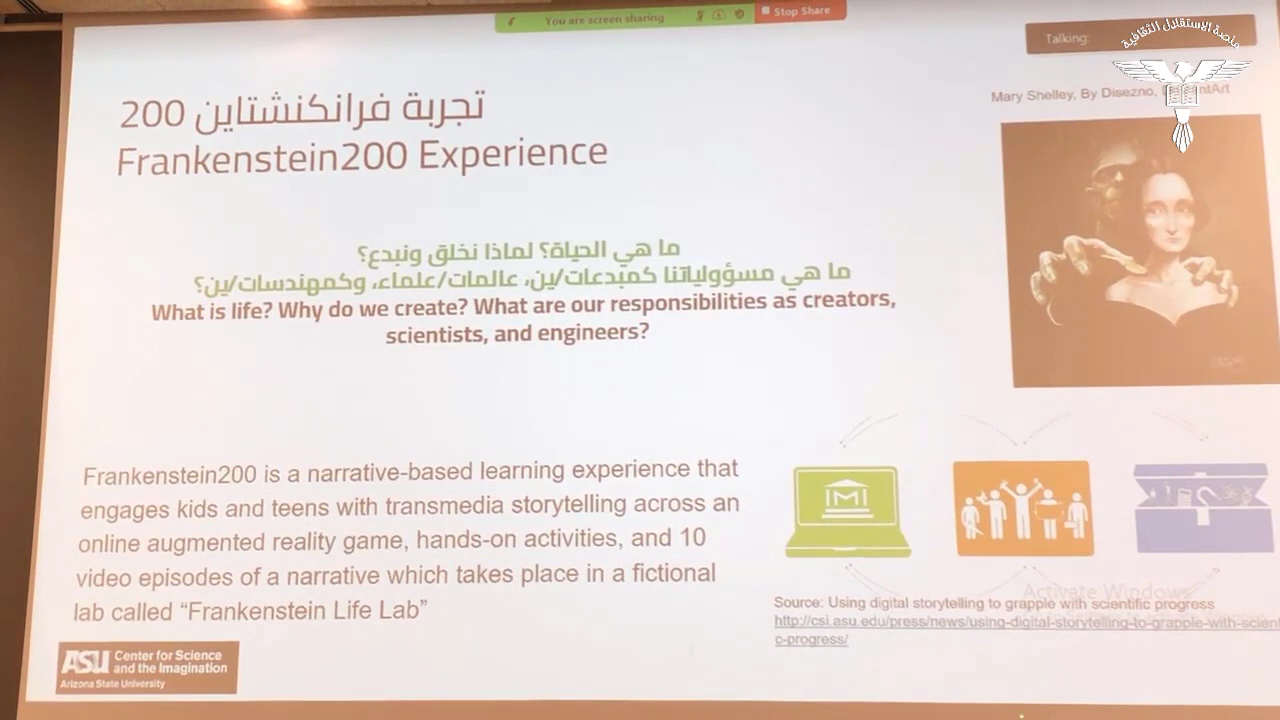 You are screen sharing
Stop Share
Talking:
منصة الاستقلال الثقافية
تجربة فرانكنشتاين 200
Frankenstein200 Experience
Mary Shelley, By Disezno,
ما هي الحياة؟ لماذا نخلق ونبدع؟
ما هي مسؤولياتنا كمبدعات/ين، عالمات/علماء، وكمهندسات/ين؟
What is life? Why do we create? What are our responsibilities as creators,
scientists, and engineers?
Frankenstein200 is a narrative-based learning experience that
engages kids and teens with transmedia storytelling across an
online augmented reality game, hands-on activities, and 10
video episodes of a narrative which takes place in a fictional
lab called “Frankenstein Life Lab”
Activate Windows
Source: Using digital storytelling to grapple with scientific progress
http://csi.asu.edu/press/news/using-digital-storytelling-to-grapple-with-scienti
c-progress/
ASU Center for Science
and the Imagination
Arizona State University